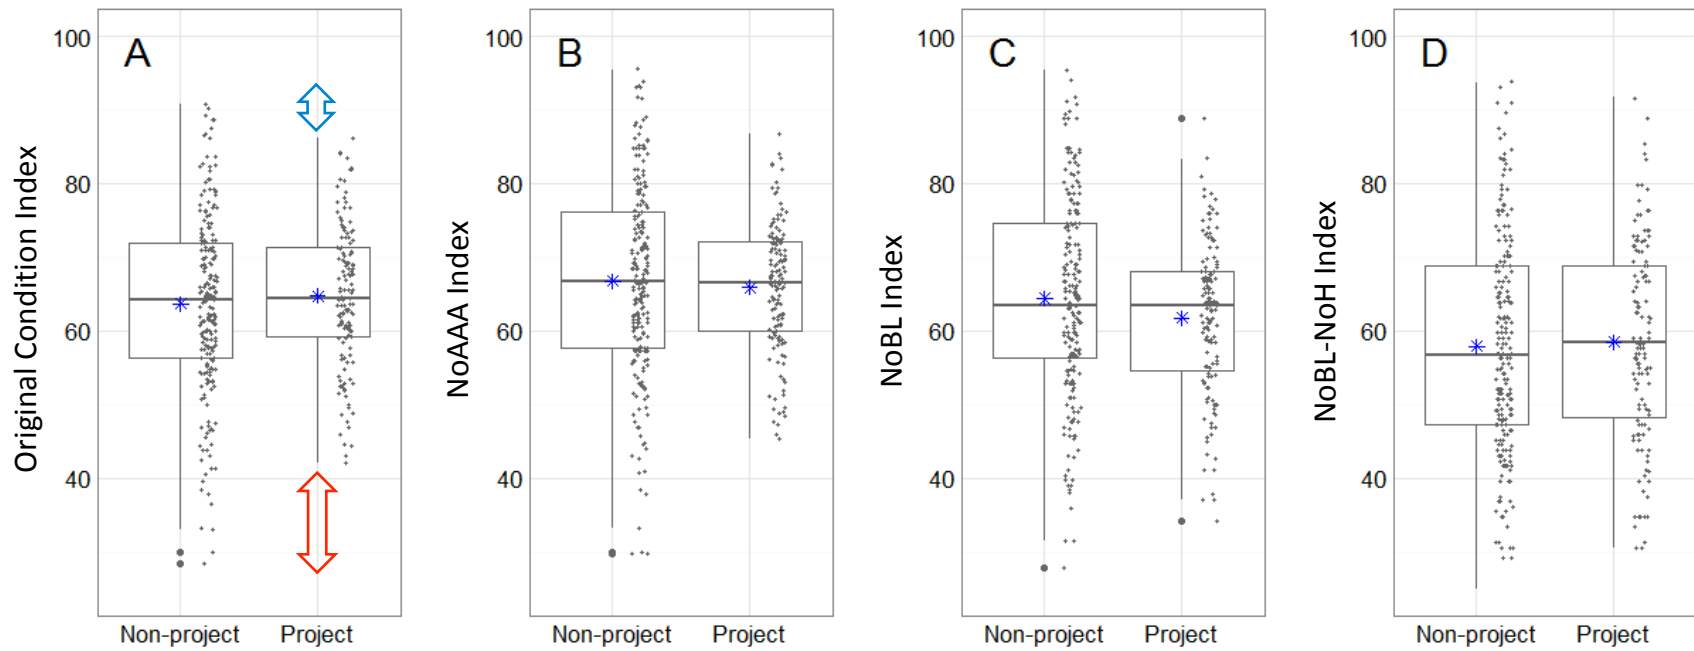 Original Condition Index
100
80
60
40
A
Non-project
Project
NoAAA Index
100
80
60
40
B
Non-project
Project
NoBL Index
100
80
60
40
C
Non-project
Project
NoBL-NoH Index
100
80
60
40
D
Non-project
Project